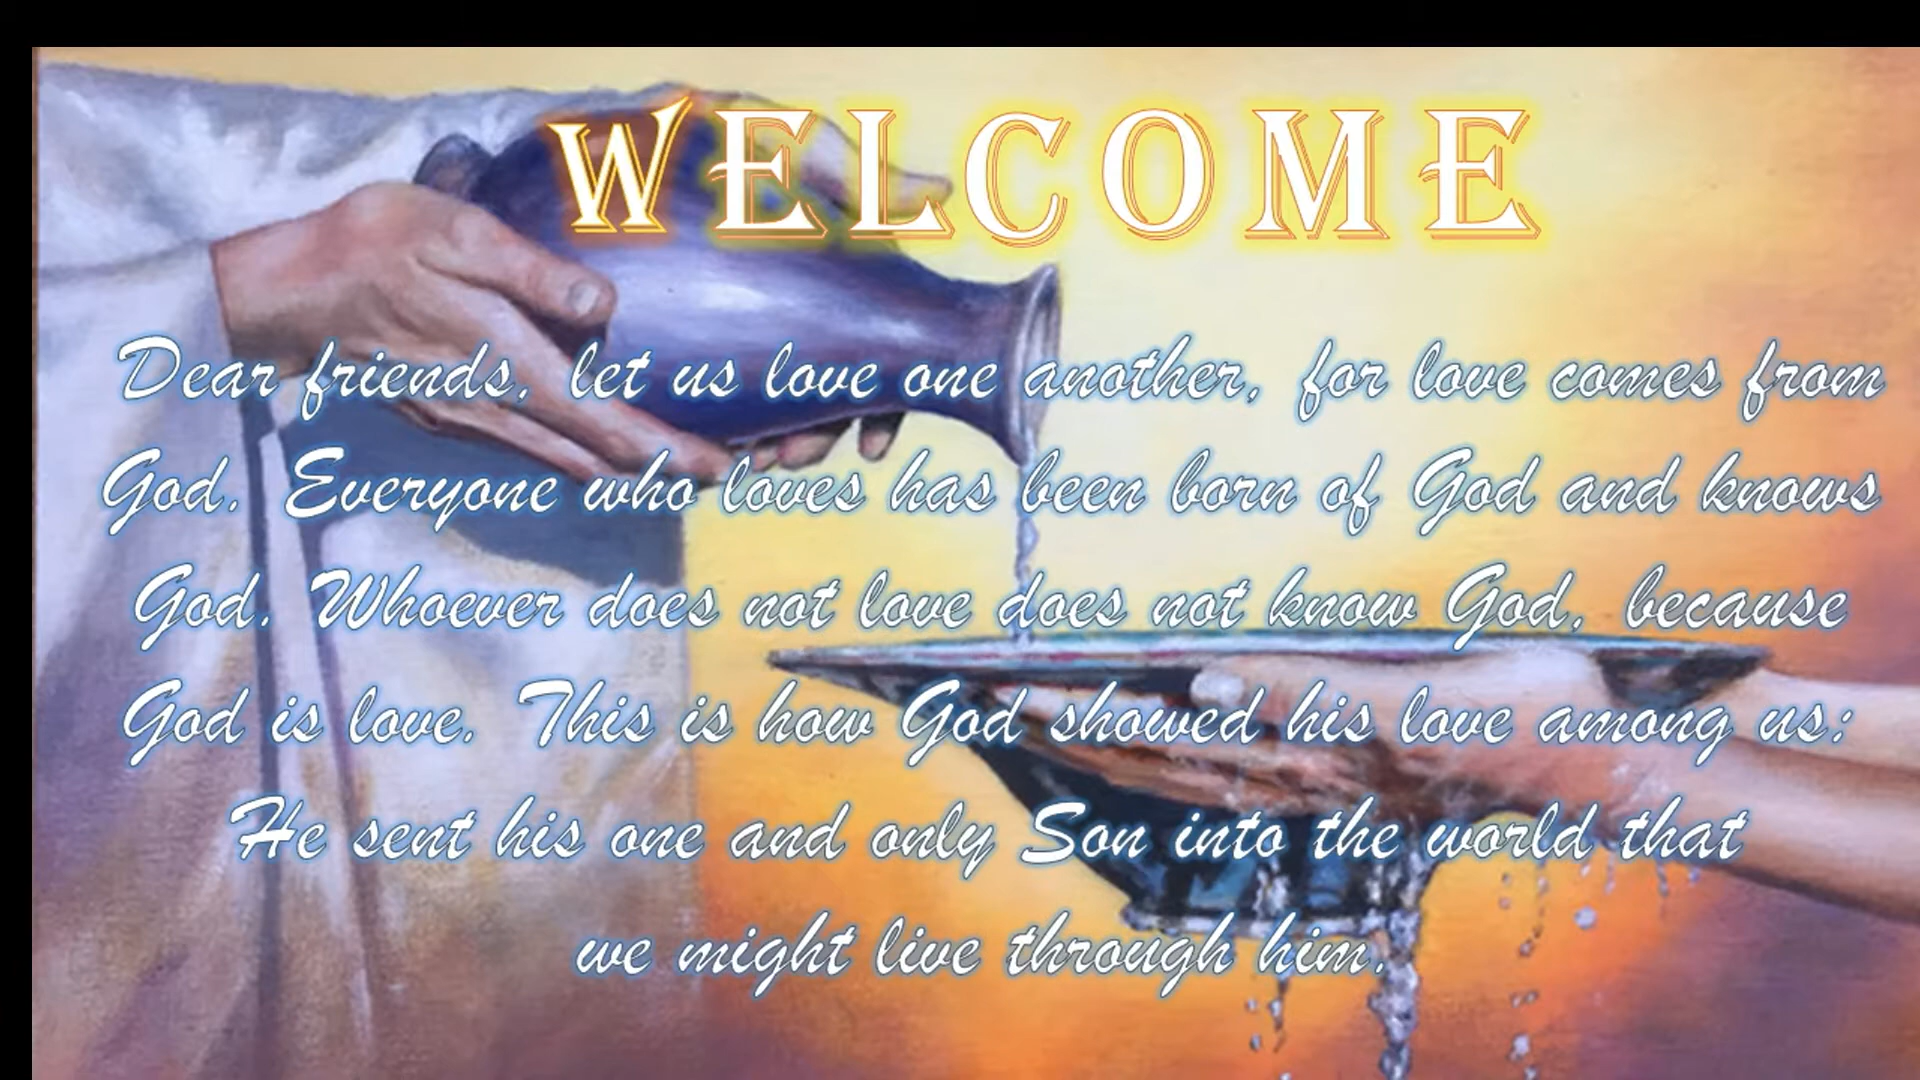 WELCOME
Dear friends, let us love one another, for love comes from
God. Everyone who loves has been born of God and knows
God. Whoever does not love does not know God, because
God is love. This is how God showed his love among us:
He sent his one and only Son into the world that
we might live through him.